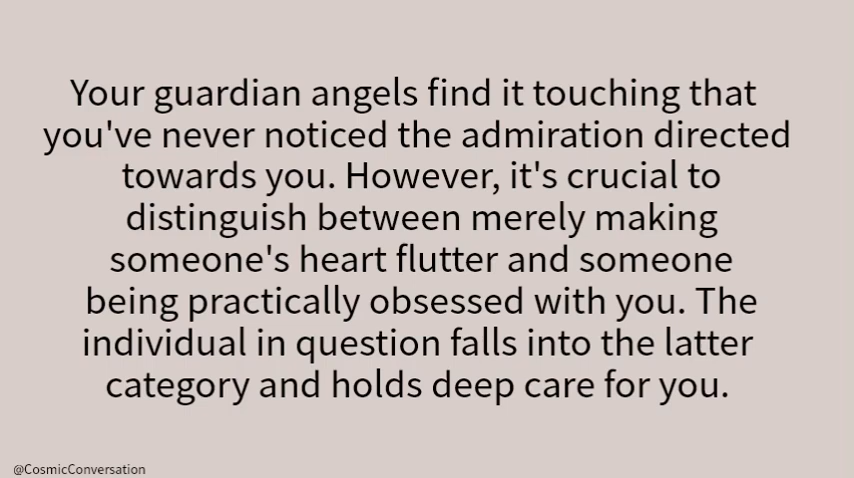 Your guardian angels find it touching that
you've never noticed the admiration directed
towards you. However, it's crucial to
distinguish between merely making
someone's heart flutter and someone
being practically obsessed with you. The
individual in question falls into the latter
category and holds deep care for you.
@CosmicConversation